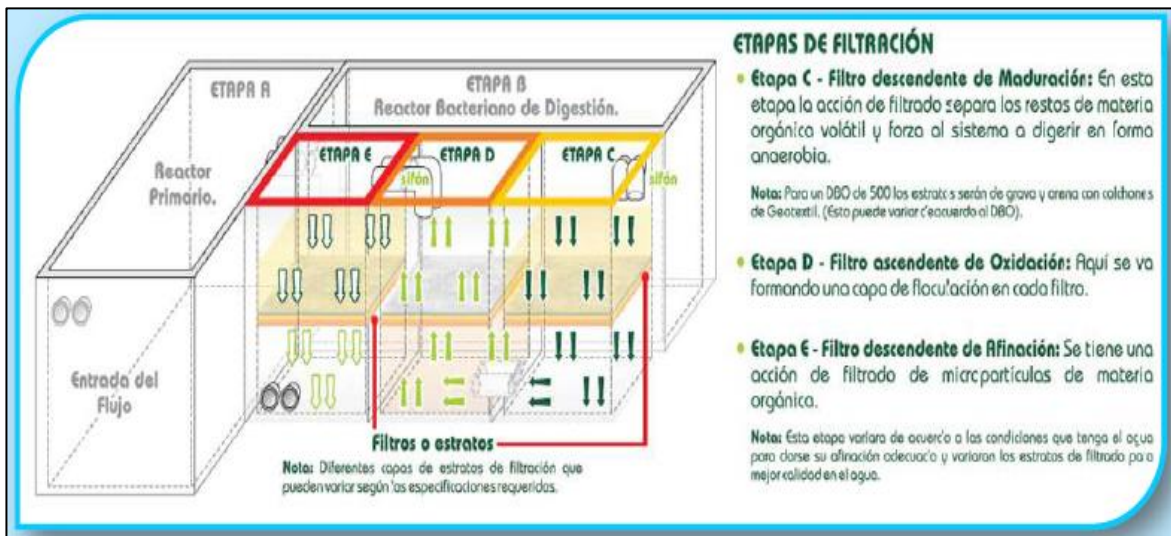 ETAPA A
Reactor
Primario.
Entrada del
Flújo
ETAPA B
Reactor Bacteriano de Digestión.
ETAPA E
ETAPA D
ETAPA C
sifón
sifón
Filtros o estratos
Nota: Diferentes capas de estratos de filtración que
pueden variar según las especificaciones requeridas.
ETAPAS DE FILTRACIÓN
• Etapa C - Filtro descendente de Maduración: En esta
etapa la acción de filtrado separa los restos de materia
orgánica volátil y forza al sistema a digerir en forma
anaerobia.
Nota: Para un DBO de 500 los estratos serán de grava y arena con colchones
de Geotextil. (Esto puede variar de acuerdo al DBO).
• Etapa D - Filtro ascendente de Oxidación: Aquí se va
formando una capa de floculación en cada filtro.
• Etapa E - Filtro descendente de Afinación: Se tiene una
acción de filtrado de micropartículas de materia
orgánica.
Nota: Esta etapa variara de acuerdo a las condiciones que tenga el agua
para darse su afinación adecuada y variaran los estratos de filtrado para
mejor calidad en el agua.